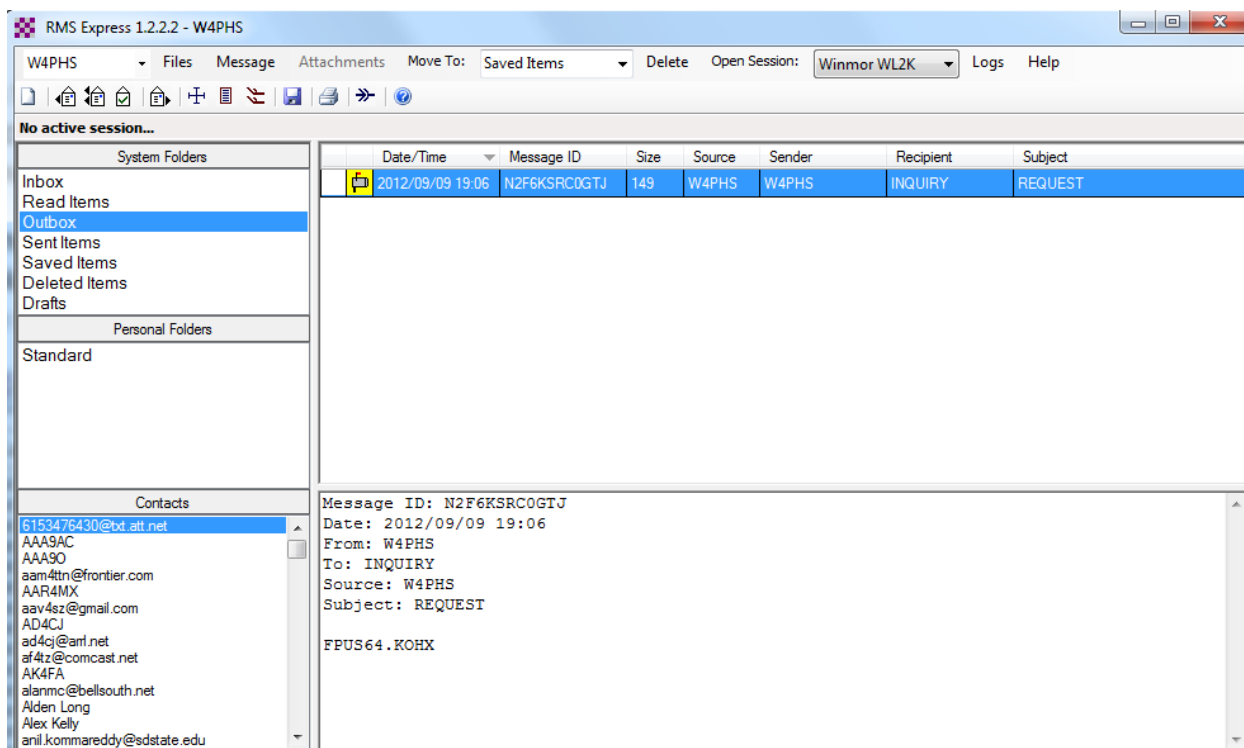 RMS Express 1.2.2.2 - W4PHS
W4PHS Files Message Attachments Move To: Saved Items Delete Open Session: Winmor WL2K Logs Help
No active session...
System Folders
Inbox
Read Items
Outbox
Sent Items
Saved Items
Deleted Items
Drafts
Personal Folders
Standard
Contacts
6153476430@txt.att.net
AAA9AC
AAA9O
aam4ttn@frontier.com
AAR4MX
aav4sz@gmail.com
AD4CJ
ad4cj@arrl.net
af4tz@comcast.net
AK4FA
alanmc@bellsouth.net
Alden Long
Alex Kelly
anil.kommareddy@sdstate.edu
Date/Time Message ID Size Source Sender Recipient Subject
2012/09/09 19:06 N2F6KSRC0GTJ 149 W4PHS W4PHS INQUIRY REQUEST
Message ID: N2F6KSRC0GTJ
Date: 2012/09/09 19:06
From: W4PHS
To: INQUIRY
Source: W4PHS
Subject: REQUEST
FPUS64.KOHX